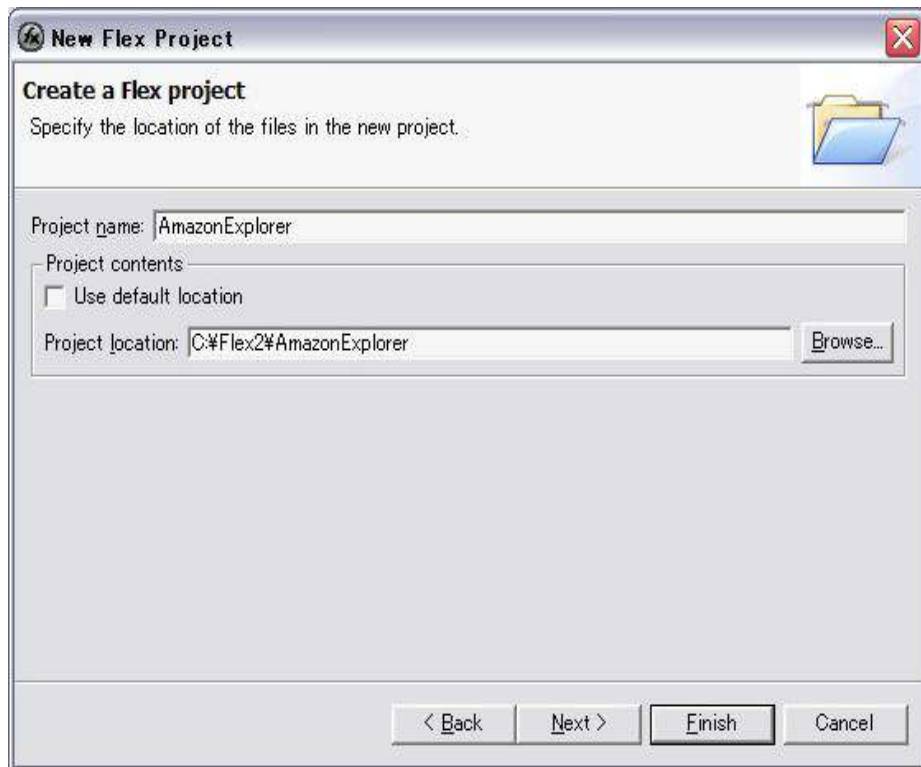 New Flex Project
Create a Flex project
Specify the location of the files in the new project.
Project name: AmazonExplorer
Project contents
Use default location
Project location: C:¥Flex2¥AmazonExplorer
Browse...
< Back
Next >
Finish
Cancel